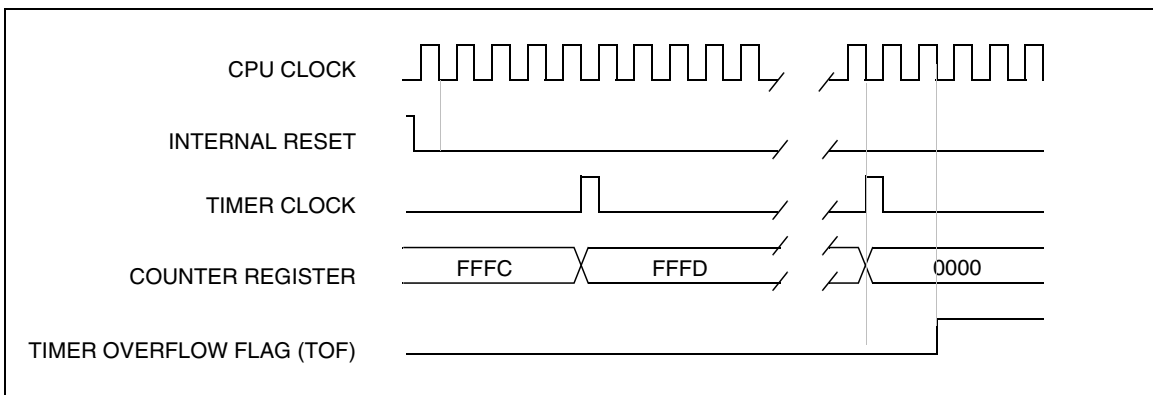 CPU CLOCK
INTERNAL RESET
TIMER CLOCK
COUNTER REGISTER FFFC FFFD 0000
TIMER OVERFLOW FLAG (TOF)